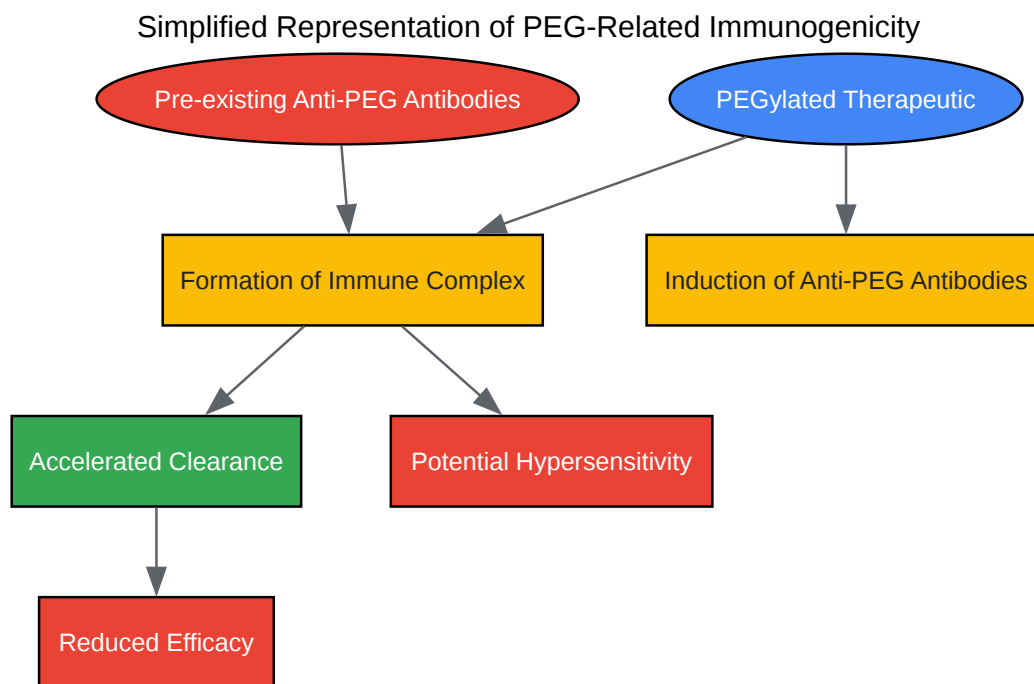 Simplified Representation of PEG-Related Immunogenicity
Pre-existing Anti-PEG Antibodies
PEGylated Therapeutic
Formation of Immune Complex
Induction of Anti-PEG Antibodies
Accelerated Clearance
Potential Hypersensitivity
Reduced Efficacy